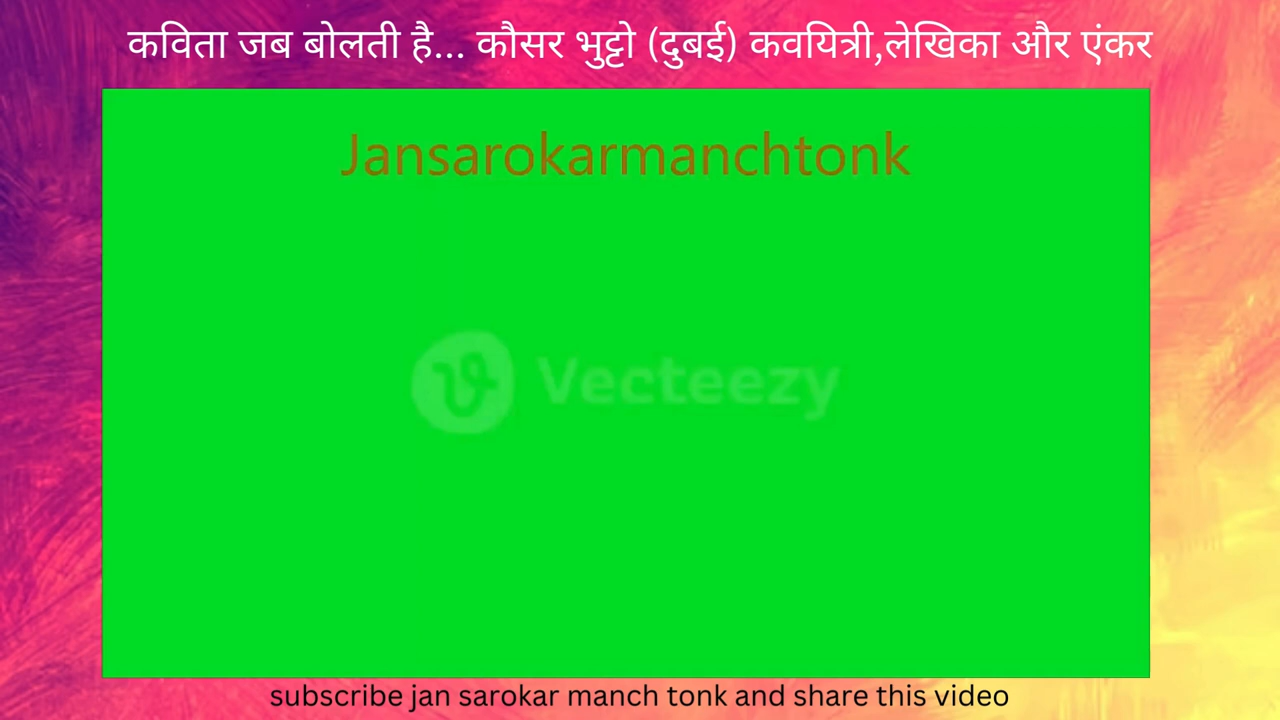 कविता जब बोलती है... कौसर भुट्टो (दुबई) कवयित्री,लेखिका और एंकर
Jansarokarmanchtonk
Vecteezy
subscribe jan sarokar manch tonk and share this video